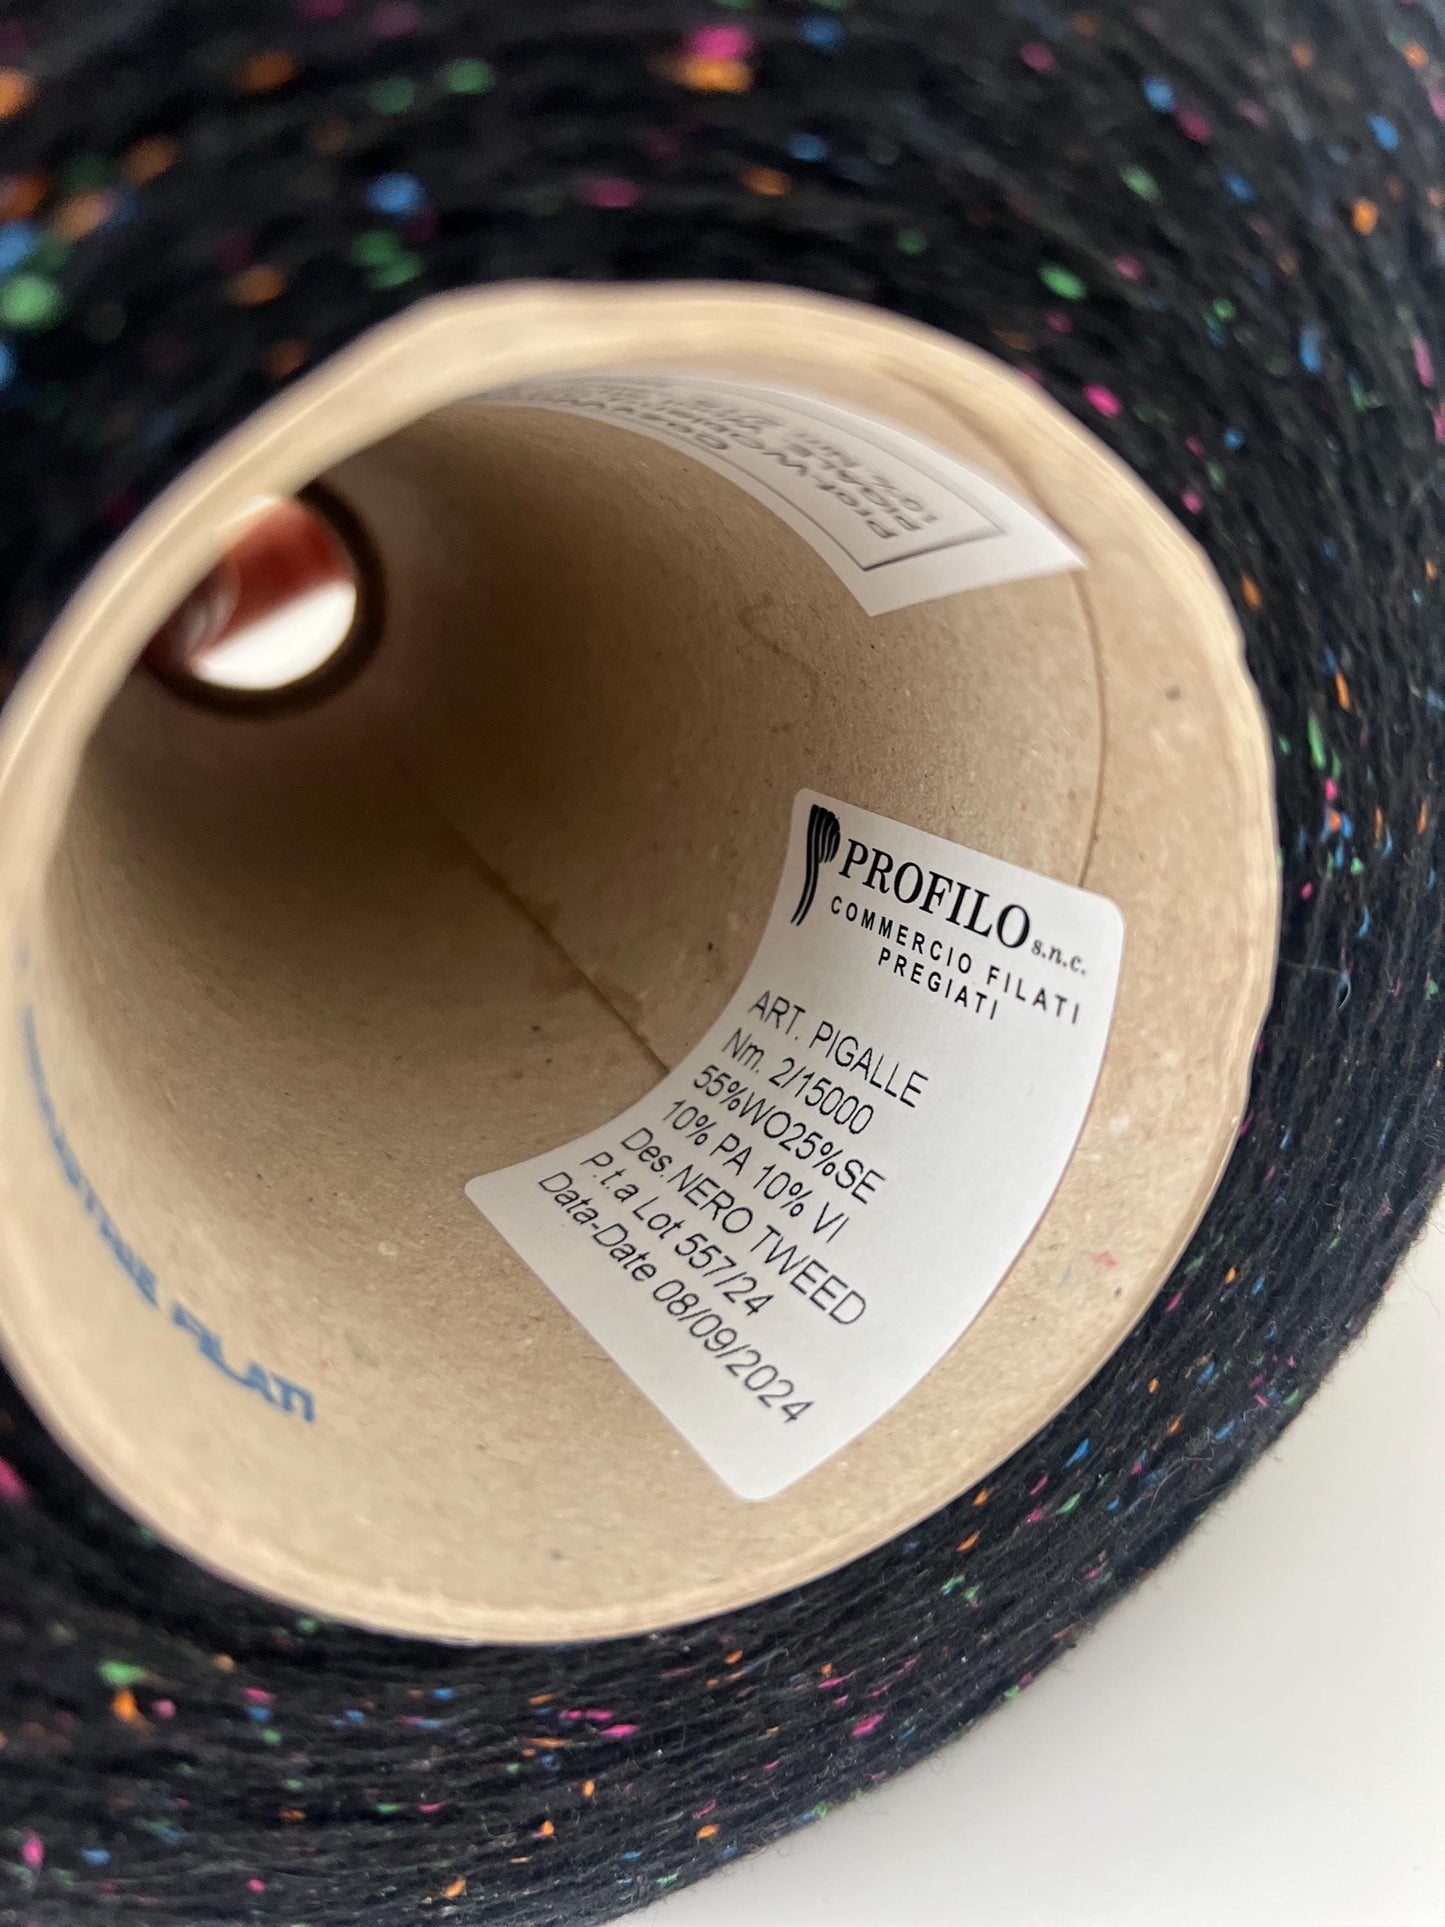 PROFILO s.n.c.
COMMERCIO FILATI
PREGIATI
ART. PIGALLE
Nm. 2/15000
55%WO25%SE
10% PA 10% VI
Des.NERO TWEED
P.t.a Lot 557/24
Data-Date 08/09/2024
FILATI